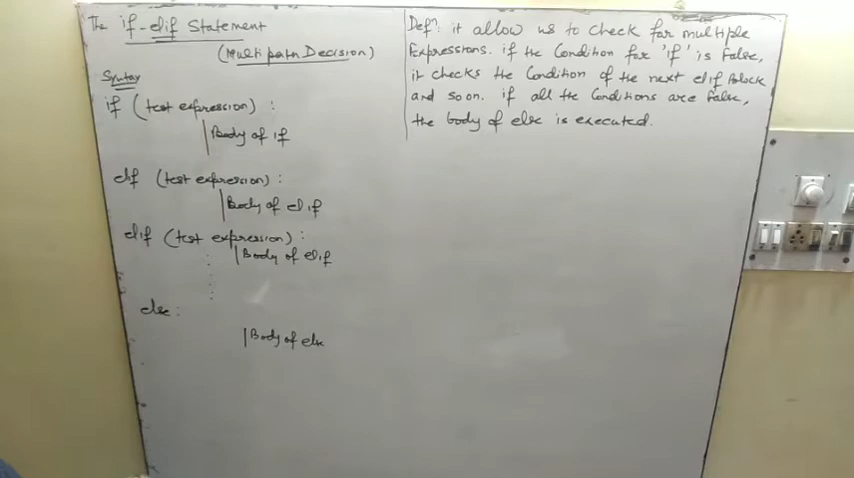 The if-elif Statement
(Multipath Decision)
Syntax
if (test expression) :
Body of if
elif (test expression) :
Body of elif
elif (test expression) :
Body of elif
else :
Body of else
Defn: it allow us to check for multiple
Expressions. if the Condition for 'if' is false,
it checks the Condition of the next elif Block
and so on. if all the Conditions are false,
the body of else is executed.